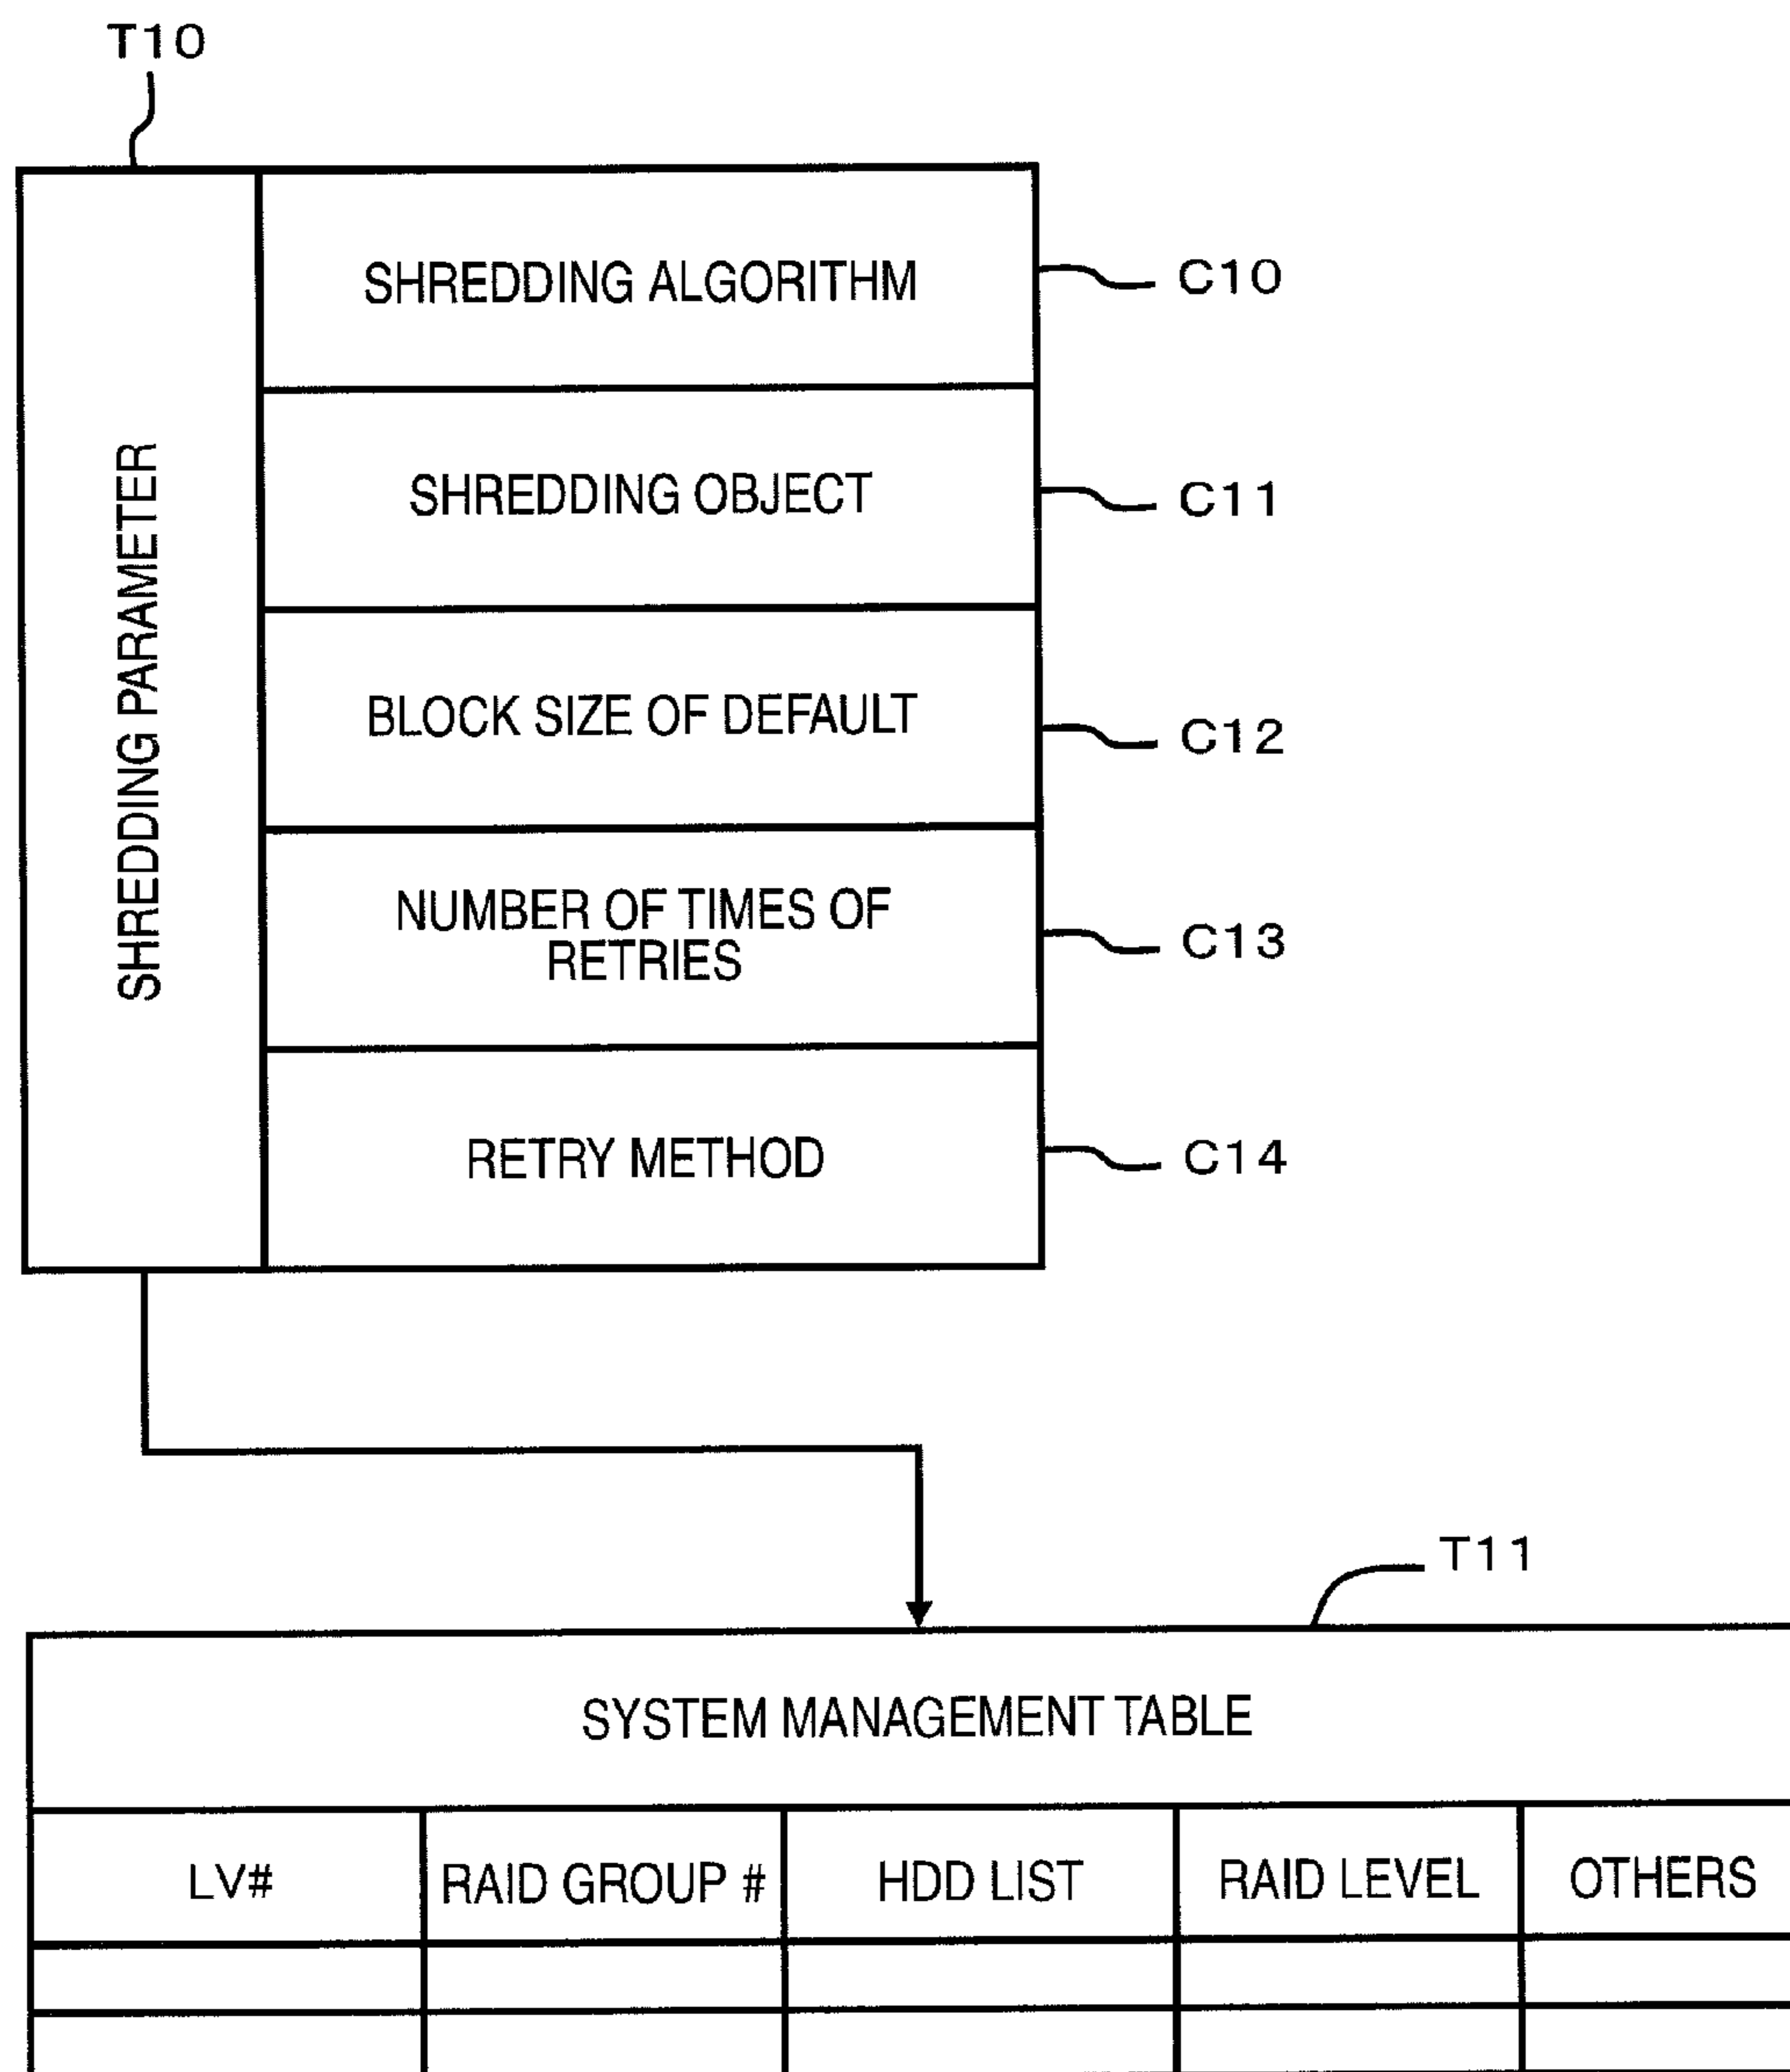 T10
SHREDDING PARAMETER
SHREDDING ALGORITHM
C10
SHREDDING OBJECT
C11
BLOCK SIZE OF DEFAULT
C12
NUMBER OF TIMES OF
RETRIES
C13
RETRY METHOD
C14
T11
SYSTEM MANAGEMENT TABLE
LV# RAID GROUP # HDD LIST RAID LEVEL OTHERS